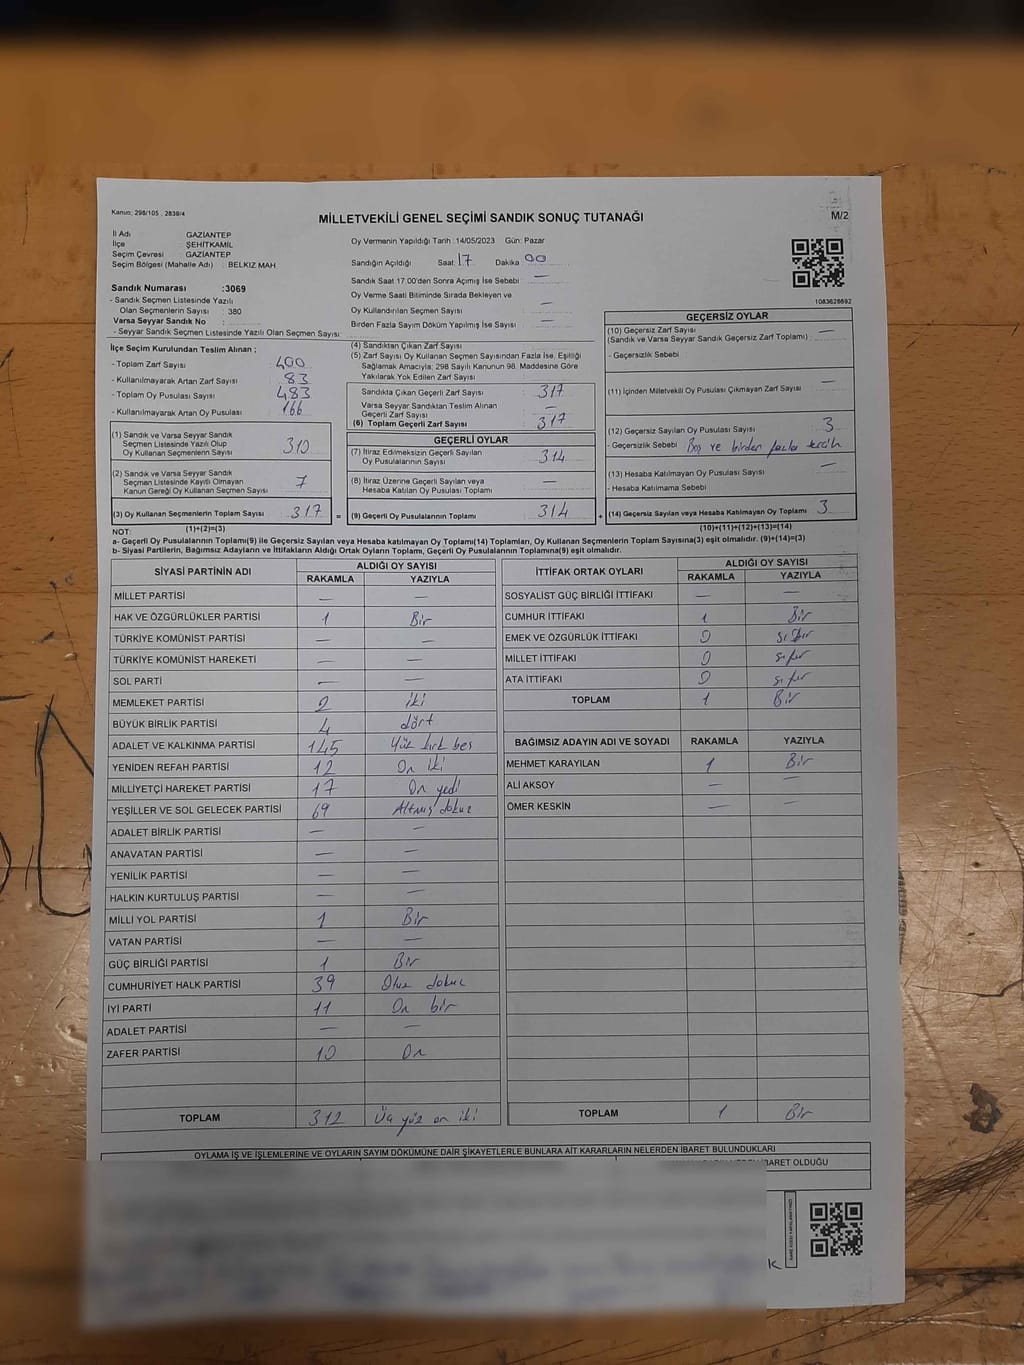 Kanun; 298/105 , 2839/4
MİLLETVEKİLİ GENEL SEÇİMİ SANDIK SONUÇ TUTANAĞI
M/2
İl Adı GAZİANTEP
İlçe ŞEHİTKAMİL
Seçim Çevresi : GAZİANTEP
Seçim Bölgesi (Mahalle Adı) : BELKIZ MAH.
Oy Vermenin Yapıldığı Tarih :14/05/2023 Gün: Pazar
Sandığın Açıldığı Saat: 17 Dakika 00
Sandık Saat 17.00'den Sonra Açılmış İse Sebebi : —
Oy Verme Saati Bitiminde Sırada Bekleyen ve
Oy Kullandırılan Seçmen Sayısı : —
Birden Fazla Sayım Döküm Yapılmış İse Sayısı : —
1083628692
Sandık Numarası :3069
- Sandık Seçmen Listesinde Yazılı
Olan Seçmenlerin Sayısı : 380
Varsa Seyyar Sandık No :
- Seyyar Sandık Seçmen Listesinde Yazılı Olan Seçmen Sayısı:
İlçe Seçim Kurulundan Teslim Alınan ;
- Toplam Zarf Sayısı : 400
- Kullanılmayarak Artan Zarf Sayısı : 83
- Toplam Oy Pusulası Sayısı : 483
- Kullanılmayarak Artan Oy Pusulası : 166
(1) Sandık ve Varsa Seyyar Sandık
Seçmen Listesinde Yazılı Olup
Oy Kullanan Seçmenlerin Sayısı : 310
(2) Sandık ve Varsa Seyyar Sandık
Seçmen Listesinde Kayıtlı Olmayan
Kanun Gereği Oy Kullanan Seçmen Sayısı : 7
(3) Oy Kullanan Seçmenlerin Toplam Sayısı : 317 =
(1)+(2)=(3)
(4) Sandıktan Çıkan Zarf Sayısı :
(5) Zarf Sayısı Oy Kullanan Seçmen Sayısından Fazla İse, Eşitliği
Sağlamak Amacıyla; 298 Sayılı Kanunun 98. Maddesine Göre
Yakılarak Yok Edilen Zarf Sayısı :
Sandıkta Çıkan Geçerli Zarf Sayısı : 317
Varsa Seyyar Sandıktan Teslim Alınan
Geçerli Zarf Sayısı : —
(6) Toplam Geçerli Zarf Sayısı : 317
GEÇERLİ OYLAR
(7) İtiraz Edilmeksizin Geçerli Sayılan
Oy Pusulalarının Sayısı : 314
(8) İtiraz Üzerine Geçerli Sayılan veya
Hesaba Katılan Oy Pusulası Toplamı : —
(9) Geçerli Oy Pusulalarının Toplamı : 314 +
GEÇERSİZ OYLAR
(10) Geçersiz Zarf Sayısı : —
(Sandık ve Varsa Seyyar Sandık Geçersiz Zarf Toplamı)
- Geçersizlik Sebebi
(11) İçinden Milletvekili Oy Pusulası Çıkmayan Zarf Sayısı : —
(12) Geçersiz Sayılan Oy Pusulası Sayısı : 3
- Geçersizlik Sebebi Boş ve birden fazla tercih
(13) Hesaba Katılmayan Oy Pusulası Sayısı : —
- Hesaba Katılmama Sebebi
(14) Geçersiz Sayılan veya Hesaba Katılmayan Oy Toplamı : 3
(10)+(11)+(12)+(13)=(14)
NOT:
a- Geçerli Oy Pusulalarının Toplamı(9) ile Geçersiz Sayılan veya Hesaba katılmayan Oy Toplamı(14) Toplamları, Oy Kullanan Seçmenlerin Toplam Sayısına(3) eşit olmalıdır. (9)+(14)=(3)
b- Siyasi Partilerin, Bağımsız Adayların ve İttifakların Aldığı Ortak Oyların Toplamı, Geçerli Oy Pusulalarının Toplamına(9) eşit olmalıdır.
SİYASİ PARTİNİN ADI ALDIĞI OY SAYISI
RAKAMLA YAZIYLA
MİLLET PARTİSİ — —
HAK VE ÖZGÜRLÜKLER PARTİSİ 1 Bir
TÜRKİYE KOMÜNİST PARTİSİ — —
TÜRKİYE KOMÜNİST HAREKETİ — —
SOL PARTİ — —
MEMLEKET PARTİSİ 2 iki
BÜYÜK BİRLİK PARTİSİ 4 dört
ADALET VE KALKINMA PARTİSİ 145 Yüz kırk beş
YENİDEN REFAH PARTİSİ 12 On iki
MİLLİYETÇİ HAREKET PARTİSİ 17 On yedi
YEŞİLLER VE SOL GELECEK PARTİSİ 69 Altmış dokuz
ADALET BİRLİK PARTİSİ — —
ANAVATAN PARTİSİ — —
YENİLİK PARTİSİ — —
HALKIN KURTULUŞ PARTİSİ — —
MİLLİ YOL PARTİSİ 1 Bir
VATAN PARTİSİ — —
GÜÇ BİRLİĞİ PARTİSİ 1 Bir
CUMHURİYET HALK PARTİSİ 39 Otuz dokuz
İYİ PARTİ 11 On bir
ADALET PARTİSİ — —
ZAFER PARTİSİ 10 On
TOPLAM 312 Üç yüz on iki
İTTİFAK ORTAK OYLARI ALDIĞI OY SAYISI
RAKAMLA YAZIYLA
SOSYALİST GÜÇ BİRLİĞİ İTTİFAKI — —
CUMHUR İTTİFAKI 1 Bir
EMEK VE ÖZGÜRLÜK İTTİFAKI 0 sıfır
MİLLET İTTİFAKI 0 sıfır
ATA İTTİFAKI 0 sıfır
TOPLAM 1 Bir
BAĞIMSIZ ADAYIN ADI VE SOYADI RAKAMLA YAZIYLA
MEHMET KARAYILAN 1 Bir
ALİ AKSOY — —
ÖMER KESKİN — —
TOPLAM 1 Bir
OYLAMA İŞ VE İŞLEMLERİNE VE OYLARIN SAYIM DÖKÜMÜNE DAİR ŞİKAYETLERLE BUNLARA AİT KARARLARIN NELERDEN İBARET BULUNDUKLARI
İBARET OLDUĞU